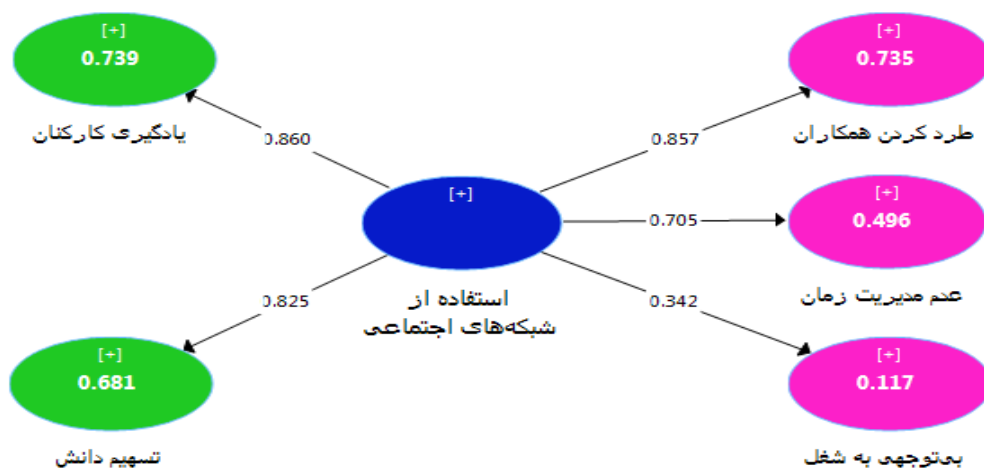 [+]
0.739
یادگیری کارکنان
[+]
0.735
طرد کردن همکاران
0.860
0.857
[+]
استفاده از
شبکه‌های اجتماعی
0.705
[+]
0.496
عدم مدیریت زمان
0.825
0.342
[+]
0.681
تسهیم دانش
[+]
0.117
بی‌توجهی به شغل